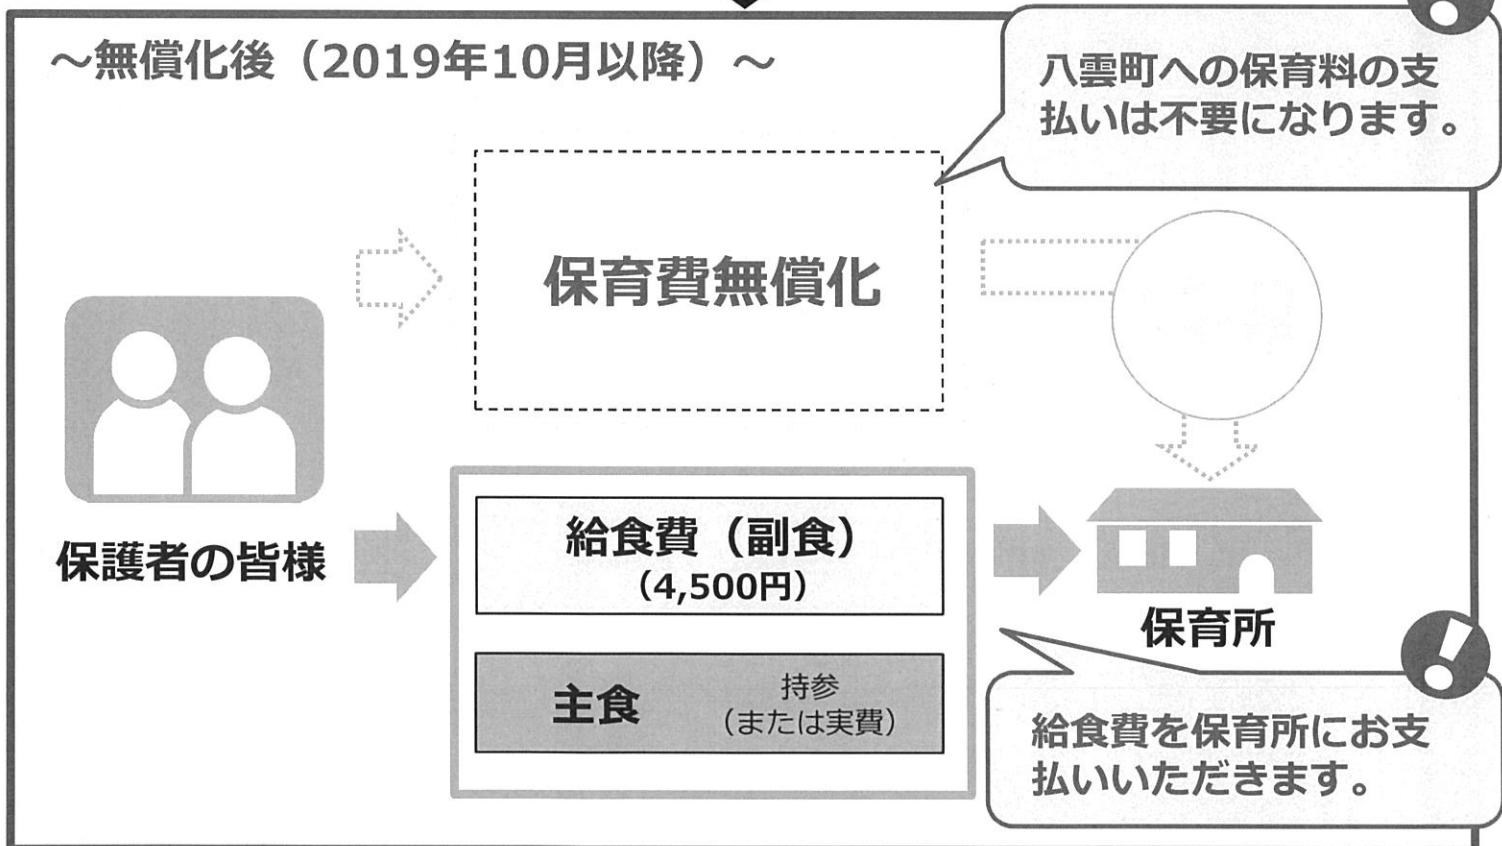 ~無償化後（2019年10月以降）~
八雲町への保育料の支
払いは不要になります。
保育費無償化
保護者の皆様
給食費（副食）
（4,500円）
主食
持参
（または実費）
保育所
給食費を保育所にお支
払いいただきます。